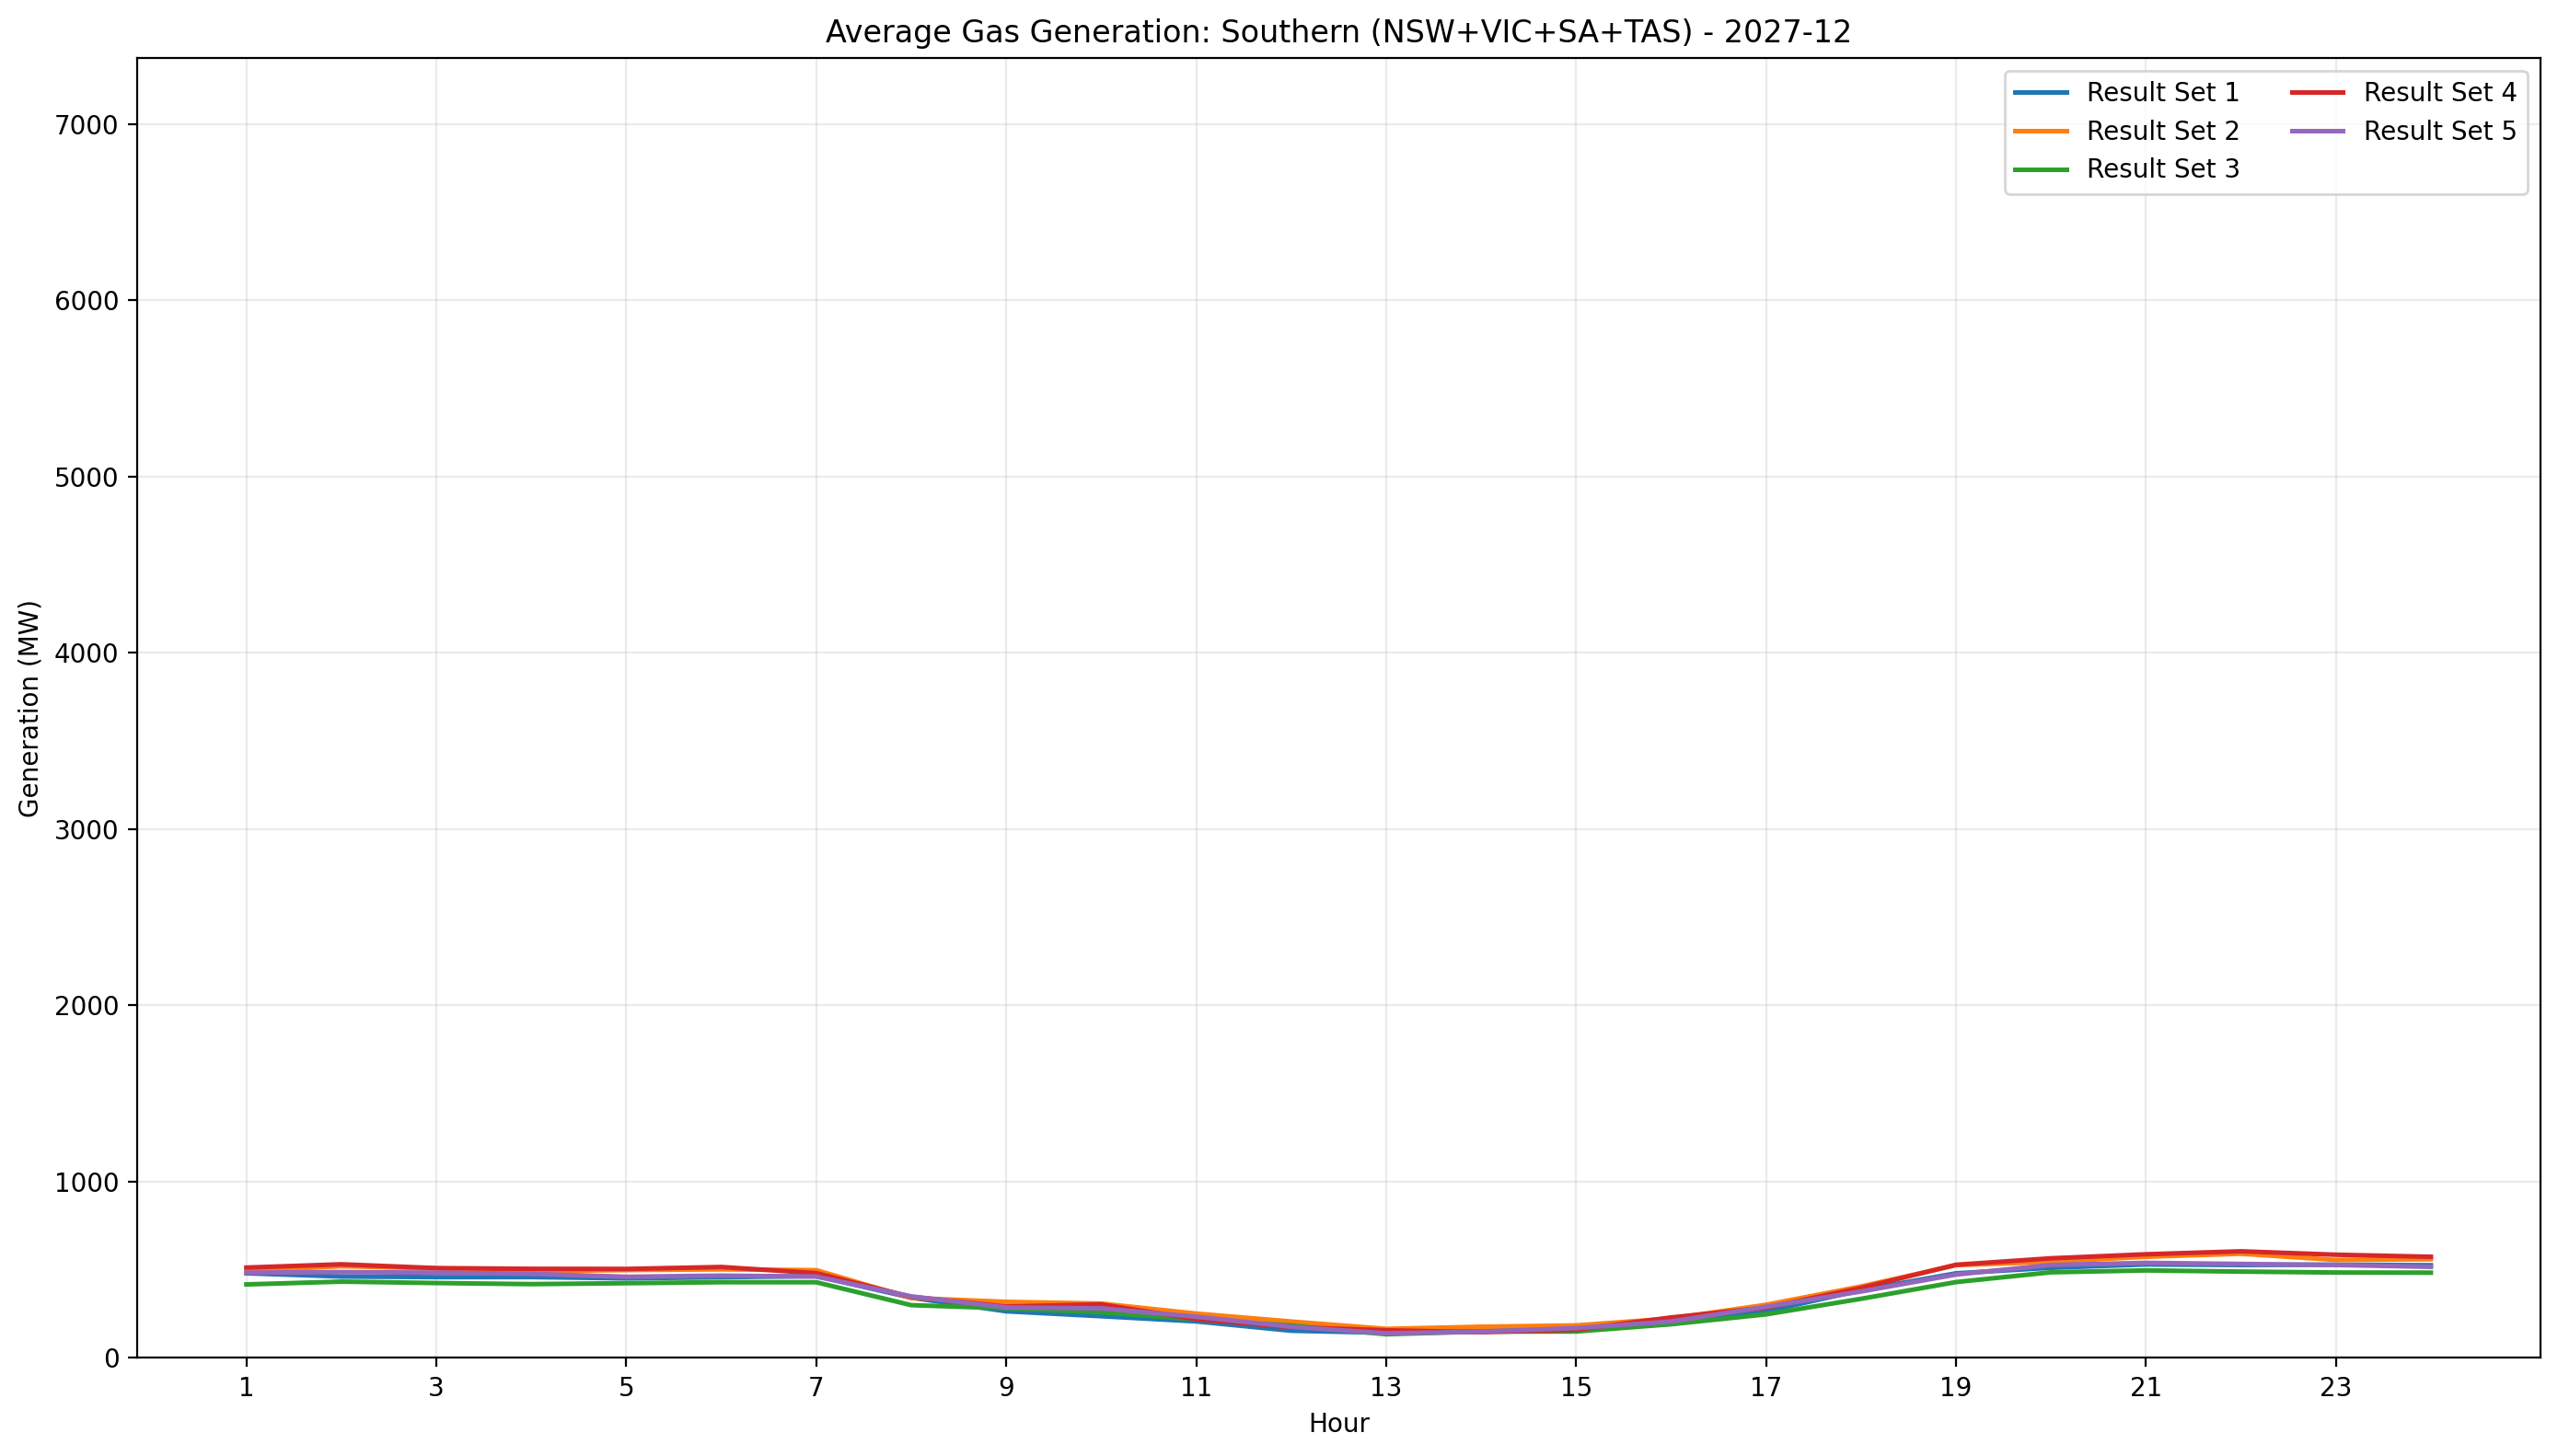 Average Gas Generation: Southern (NSW+VIC+SA+TAS) - 2027-12
Result Set 1
Result Set 2
Result Set 3
Result Set 4
Result Set 5
Generation (MW)
7000
6000
5000
4000
3000
2000
1000
0
1 3 5 7 9 11 13 15 17 19 21 23
Hour